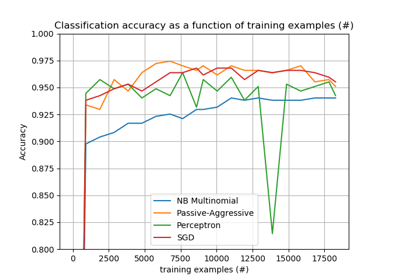 Classification accuracy as a function of training examples (#)
1.000
0.975
0.950
0.925
0.900
0.875
0.850
0.825
0.800
Accuracy
NB Multinomial
Passive-Aggressive
Perceptron
SGD
0 2500 5000 7500 10000 12500 15000 17500
training examples (#)